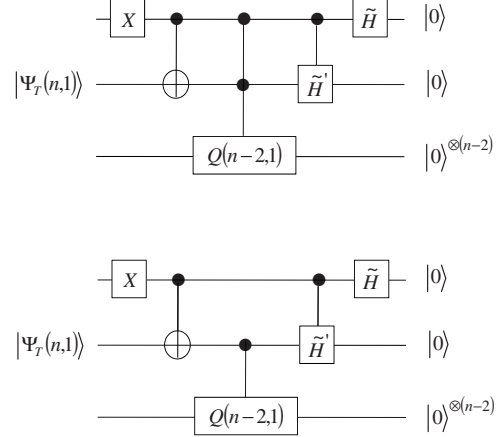 X H̃ |0⟩
|Ψ_T(n,1)⟩ H̃' |0⟩
Q(n−2,1) |0⟩^⊗(n−2)
X H̃ |0⟩
|Ψ_T(n,1)⟩ H̃' |0⟩
Q(n−2,1) |0⟩^⊗(n−2)